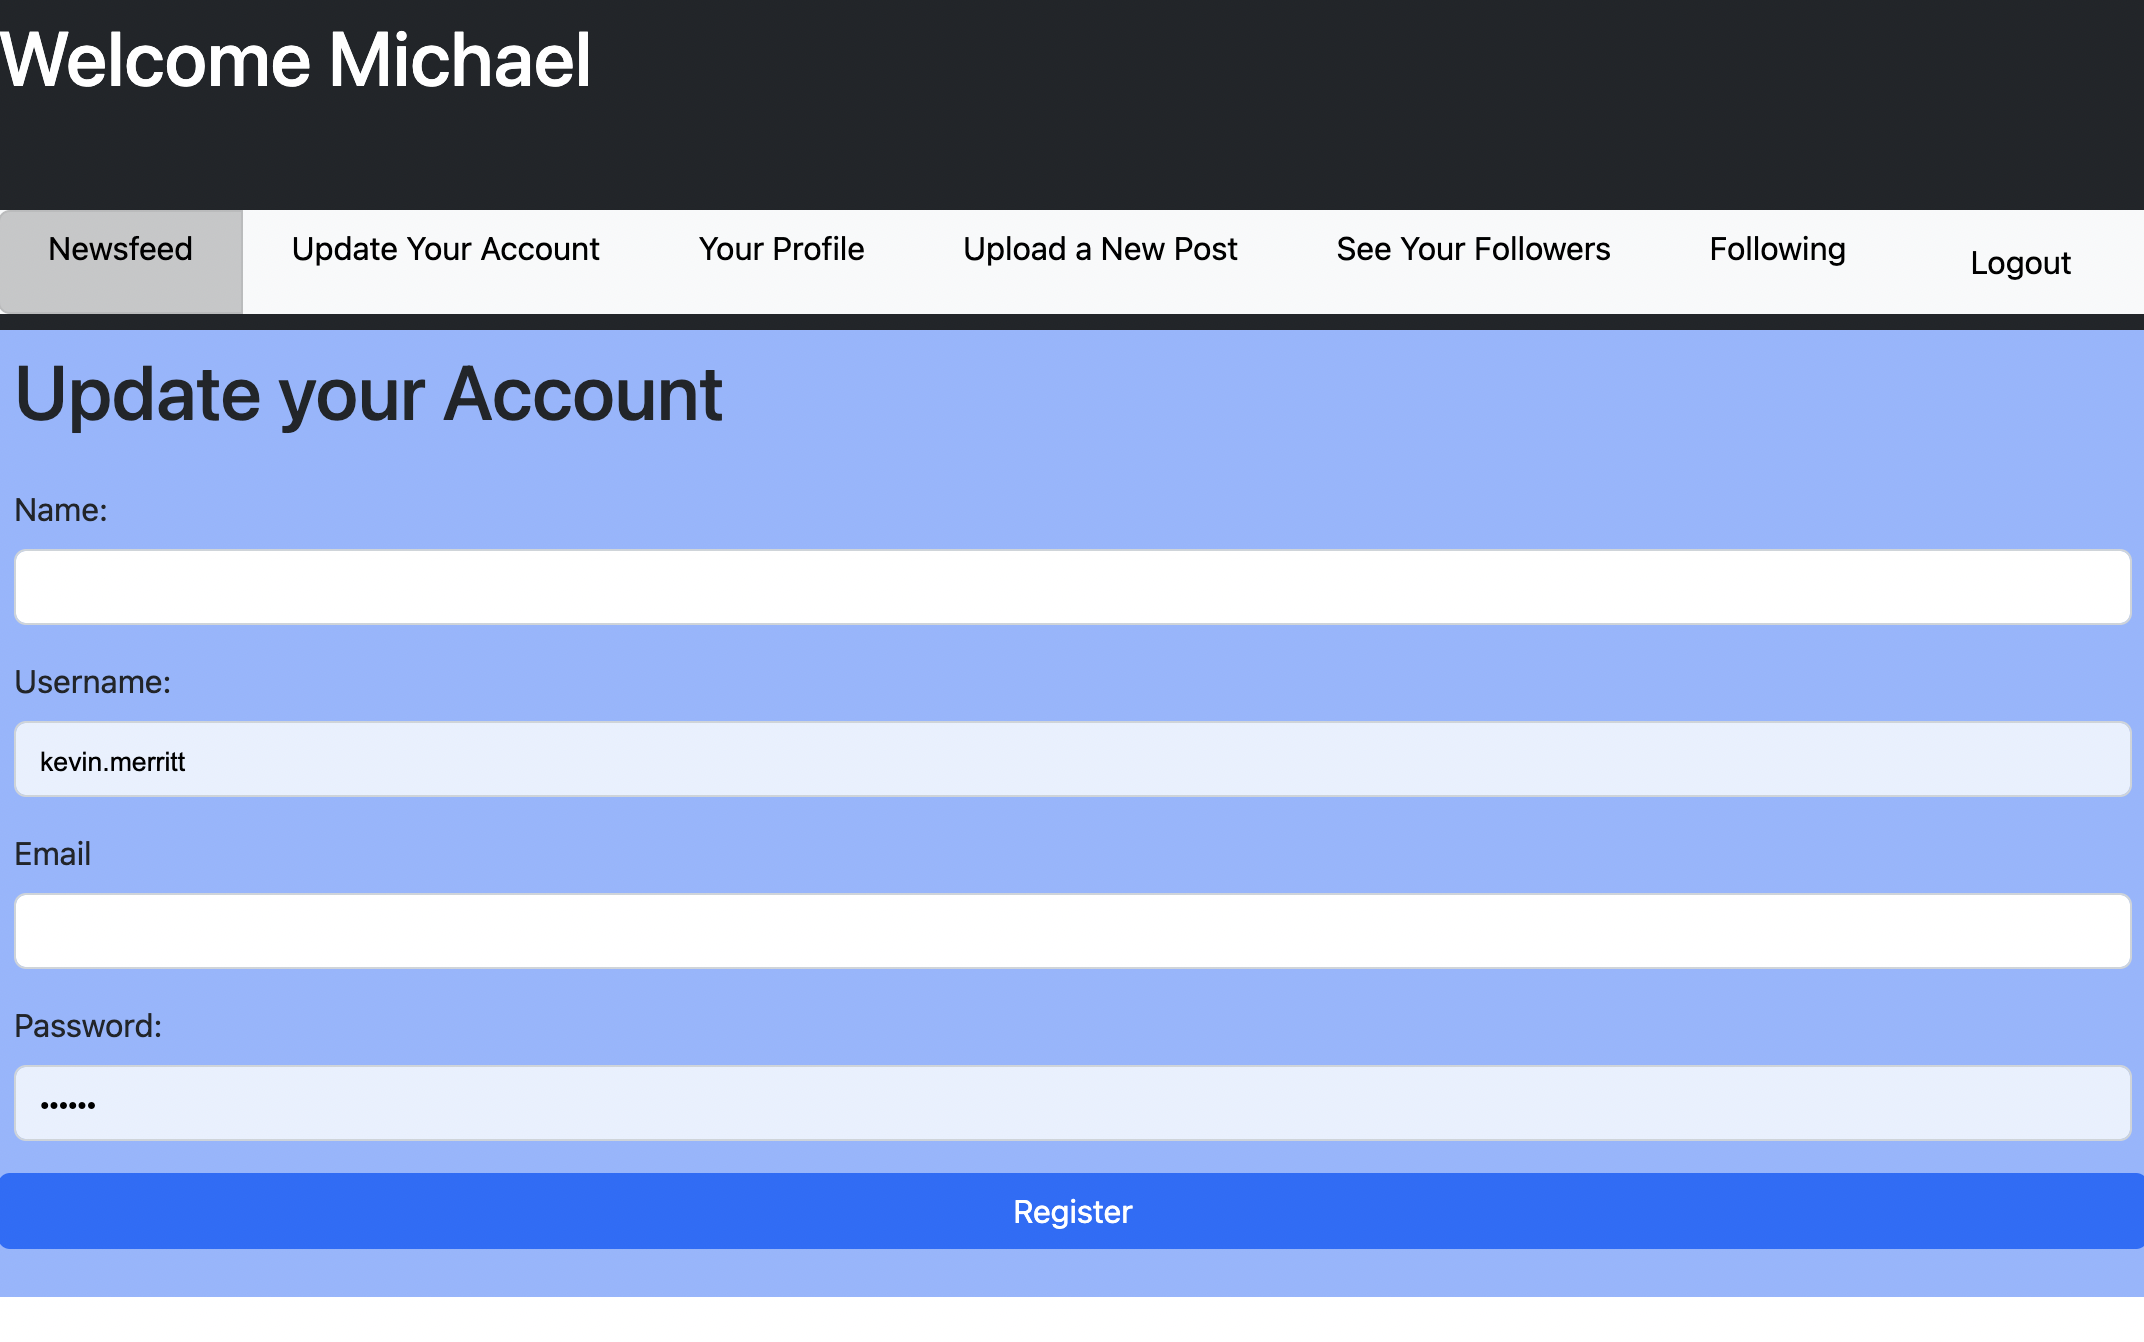 Welcome Michael
Newsfeed Update Your Account Your Profile Upload a New Post See Your Followers Following Logout
Update your Account
Name:
Username:
kevin.merritt
Email
Password:
••••••
Register